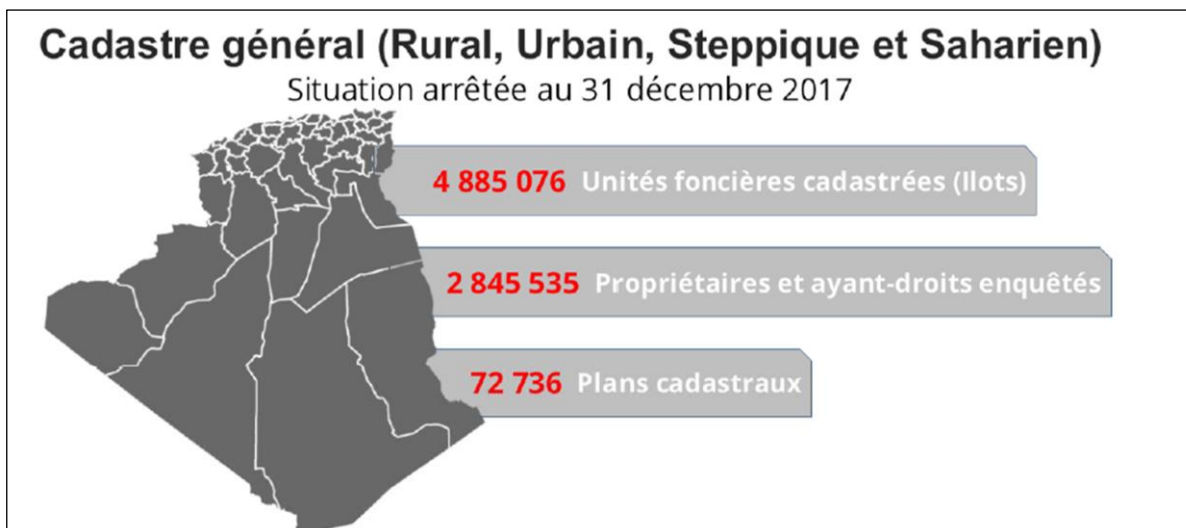 Cadastre général (Rural, Urbain, Steppique et Saharien)
Situation arrêtée au 31 décembre 2017
4 885 076 Unités foncières cadastrées (Ilots)
2 845 535 Propriétaires et ayant-droits enquêtés
72 736 Plans cadastraux